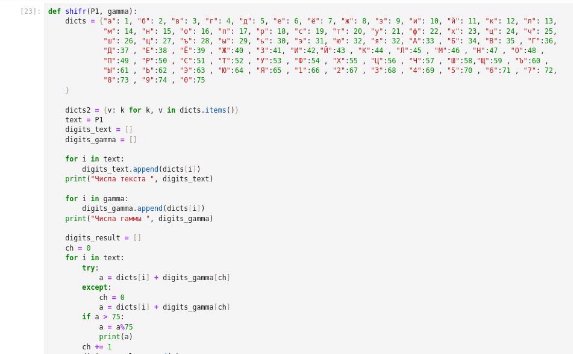 [23]: def shifr(P1, gamma):
dicts = {"а": 1, "б": 2, "в": 3, "г": 4, "д": 5, "е": 6, "ё": 7, "ж": 8, "з": 9, "и": 10, "й": 11, "к": 12, "л": 13,
"м": 14, "н": 15, "о": 16, "п": 17, "р": 18, "с": 19, "т": 20, "у": 21, "ф": 22, "х": 23, "ц": 24, "ч": 25,
"ш": 26, "щ": 27, "ъ": 28, "ы": 29, "ь": 30, "э": 31, "ю": 32, "я": 32, "А":33 , "Б": 34, "В": 35 , "Г":36,
"Д":37 , "Е":38 , "Ё":39 , "Ж":40 , "З":41, "И":42,"Й":43 , "К":44 , "Л":45 , "М":46 , "Н":47 , "О":48 ,
"П":49 , "Р":50 , "С":51 , "Т":52 , "У":53 , "Ф":54 , "Х":55 , "Ц":56 , "Ч":57 , "Ш":58,"Щ":59 , "Ъ":60 ,
"Ы":61 , "Ь":62 , "Э":63 , "Ю":64 , "Я":65 , "1":66 , "2":67 , "3":68 , "4":69 , "5":70 , "6":71 , "7": 72,
"8":73 , "9":74 , "0":75
}
dicts2 = {v: k for k, v in dicts.items()}
text = P1
digits_text = []
digits_gamma = []
for i in text:
digits_text.append(dicts[i])
print("Числа текста ", digits_text)
for i in gamma:
digits_gamma.append(dicts[i])
print("Числа гаммы ", digits_gamma)
digits_result = []
ch = 0
for i in text:
try:
a = dicts[i] + digits_gamma[ch]
except:
ch = 0
a = dicts[i] + digits_gamma[ch]
if a > 75:
a = a%75
print(a)
ch += 1